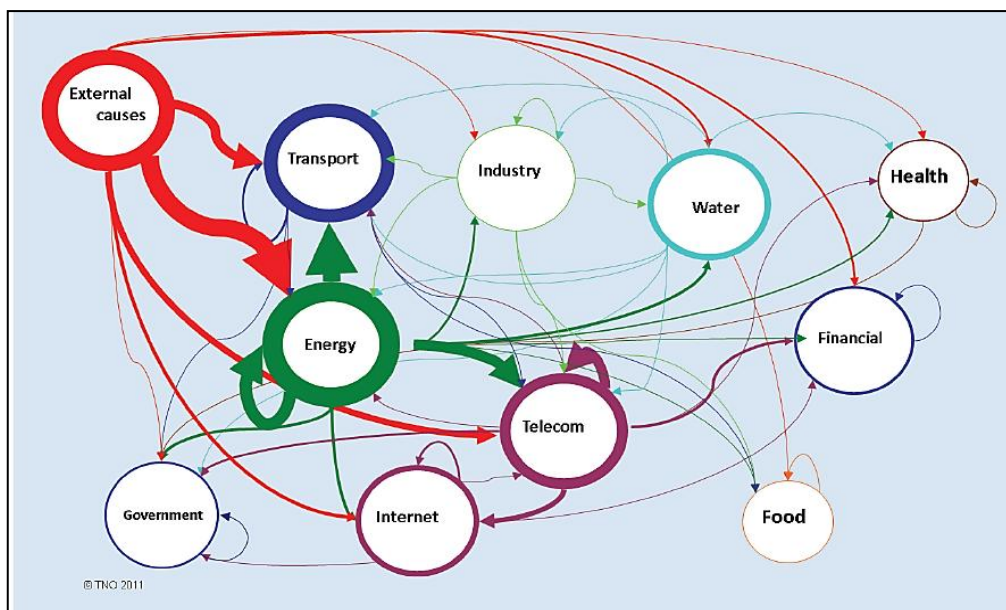 External
causes
Transport
Industry
Water
Health
Energy
Financial
Telecom
Government
Internet
Food
© TNO 2011